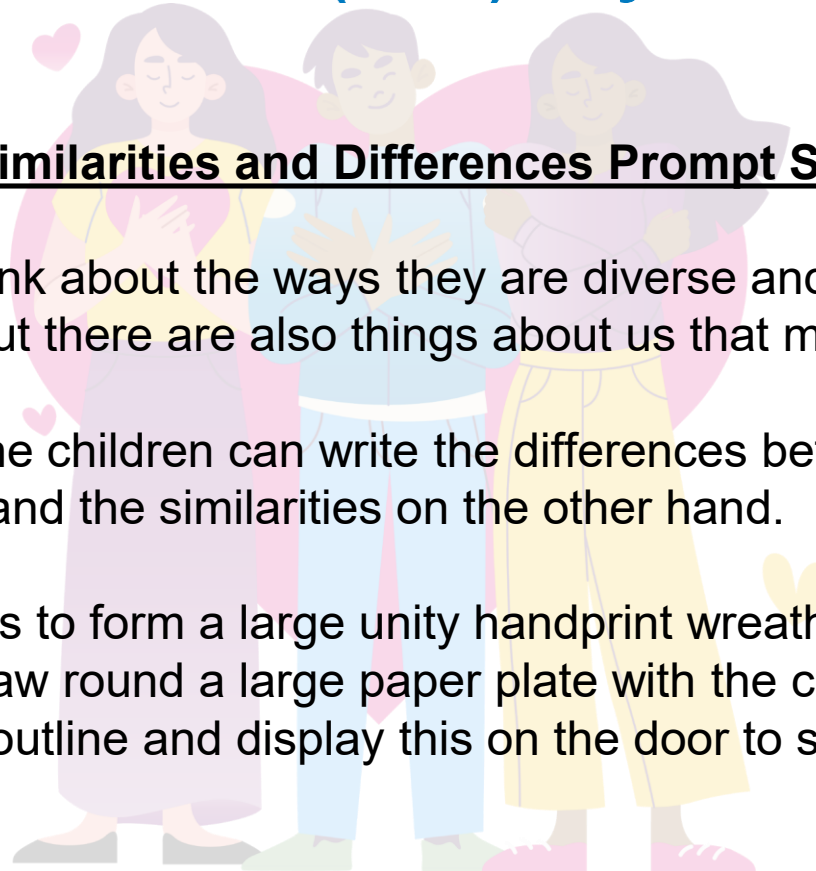 imilarities and Differences Prompt S
nk about the ways they are diverse and
ut there are also things about us that m
ne children can write the differences bet
and the similarities on the other hand.
s to form a large unity handprint wreath
aw round a large paper plate with the c
outline and display this on the door to s